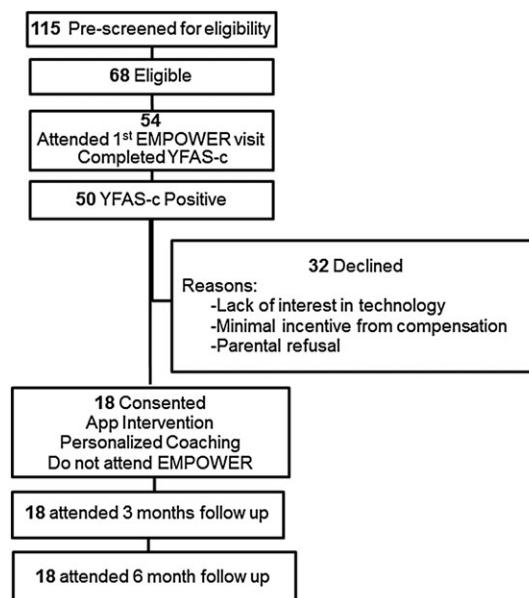 115 Pre-screened for eligibility
68 Eligible
54
Attended 1st EMPOWER visit
Completed YFAS-c
50 YFAS-c Positive
32 Declined
Reasons:
-Lack of interest in technology
-Minimal incentive from compensation
-Parental refusal
18 Consented
App Intervention
Personalized Coaching
Do not attend EMPOWER
18 attended 3 months follow up
18 attended 6 month follow up